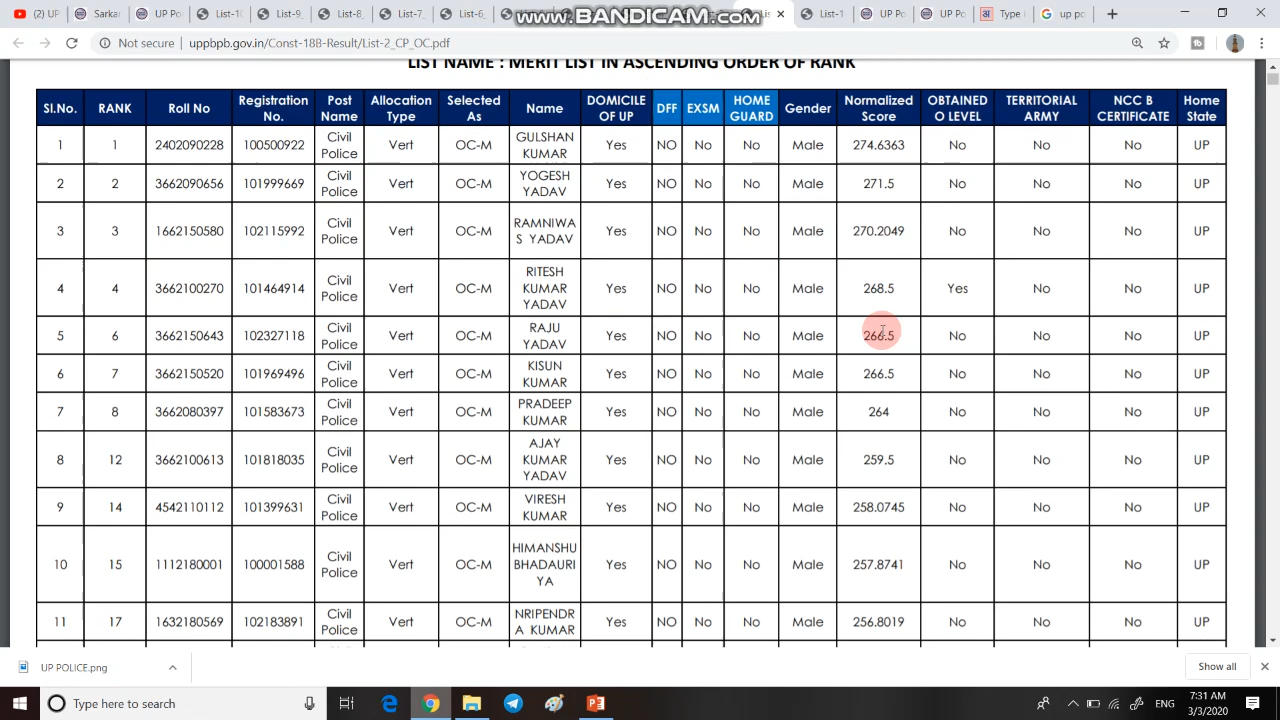 (2) UP
Sarkar
UP Pol
List-10
List-9_
List-8_
List-7_
List-6_
www.BANDICAM.com
List-1
UP Po
UP Po
Type i
up po
Not secure
uppbpb.gov.in/Const-18B-Result/List-2_CP_OC.pdf
LIST NAME : MERIT LIST IN ASCENDING ORDER OF RANK
Sl.No. RANK Roll No Registration No. Post Name Allocation Type Selected As Name DOMICILE OF UP DFF EXSM HOME GUARD Gender Normalized Score OBTAINED O LEVEL TERRITORIAL ARMY NCC B CERTIFICATE Home State
1 1 2402090228 100500922 Civil Police Vert OC-M GULSHAN KUMAR Yes NO No No Male 274.6363 No No No UP
2 2 3662090656 101999669 Civil Police Vert OC-M YOGESH YADAV Yes NO No No Male 271.5 No No No UP
3 3 1662150580 102115992 Civil Police Vert OC-M RAMNIWA S YADAV Yes NO No No Male 270.2049 No No No UP
4 4 3662100270 101464914 Civil Police Vert OC-M RITESH KUMAR YADAV Yes NO No No Male 268.5 Yes No No UP
5 6 3662150643 102327118 Civil Police Vert OC-M RAJU YADAV Yes NO No No Male 266.5 No No No UP
6 7 3662150520 101969496 Civil Police Vert OC-M KISUN KUMAR Yes NO No No Male 266.5 No No No UP
7 8 3662080397 101583673 Civil Police Vert OC-M PRADEEP KUMAR Yes NO No No Male 264 No No No UP
8 12 3662100613 101818035 Civil Police Vert OC-M AJAY KUMAR YADAV Yes NO No No Male 259.5 No No No UP
9 14 4542110112 101399631 Civil Police Vert OC-M VIRESH KUMAR Yes NO No No Male 258.0745 No No No UP
10 15 1112180001 100001588 Civil Police Vert OC-M HIMANSHU BHADAURI YA Yes NO No No Male 257.8741 No No No UP
11 17 1632180569 102183891 Civil Police Vert OC-M NRIPENDR A KUMAR Yes NO No No Male 256.8019 No No No UP
UP POLICE.png
Show all
Type here to search
ENG
7:31 AM
3/3/2020